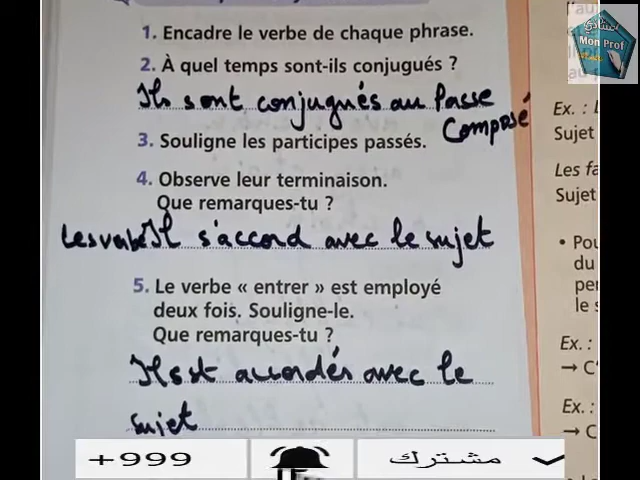 1. Encadre le verbe de chaque phrase.
2. À quel temps sont-ils conjugués ?
Ils sont conjugués au Passe
Composé
3. Souligne les participes passés.
4. Observe leur terminaison.
Que remarques-tu ?
Les verbe Il s'accord avec le sujet
5. Le verbe « entrer » est employé
deux fois. Souligne-le.
Que remarques-tu ?
Ils st accordés avec le
sujet
Ex. :
Sujet
Les fa
Sujet
• Pou
du
per
le s
Ex. :
→ C'
Ex. :
→ C
Mon Prof
+999
مشترك